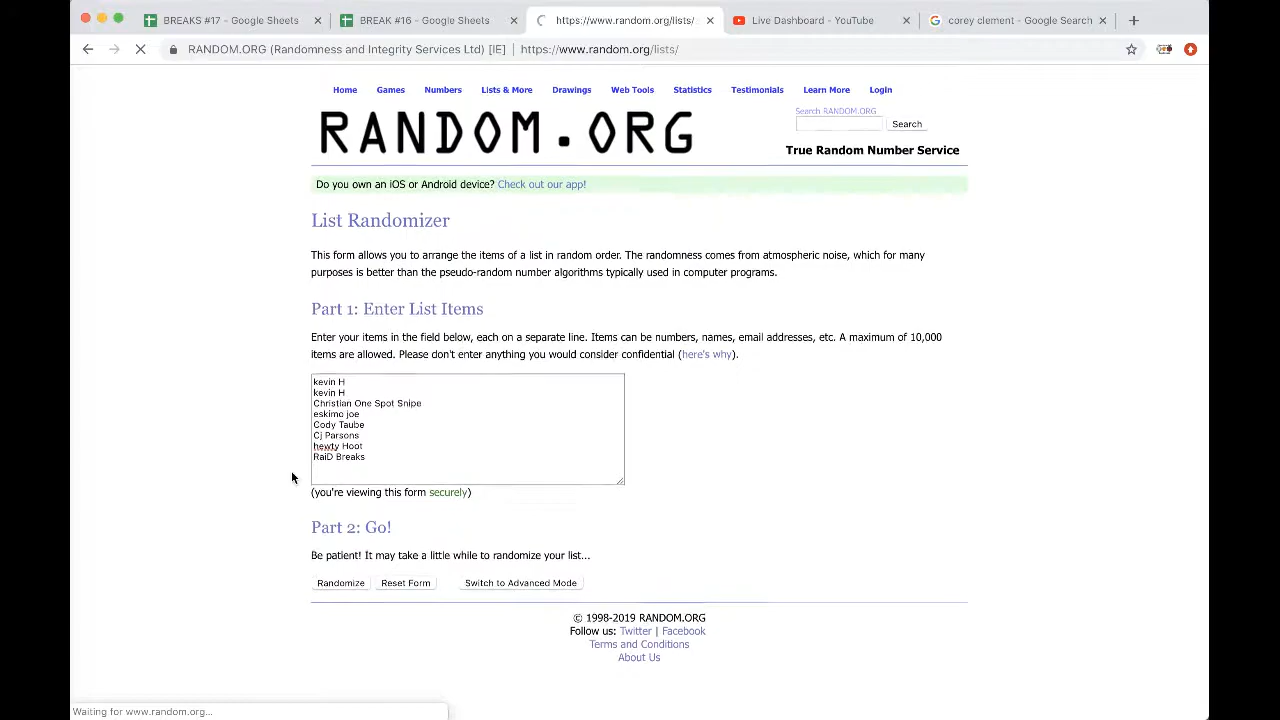 BREAKS #17 - Google Sheets
BREAK #16 - Google Sheets
https://www.random.org/lists/
Live Dashboard - YouTube
corey clement - Google Search
RANDOM.ORG (Randomness and Integrity Services Ltd) [IE] | https://www.random.org/lists/
Home Games Numbers Lists & More Drawings Web Tools Statistics Testimonials Learn More Login
RANDOM.ORG
Search RANDOM.ORG
Search
True Random Number Service
Do you own an iOS or Android device? Check out our app!
List Randomizer
This form allows you to arrange the items of a list in random order. The randomness comes from atmospheric noise, which for many
purposes is better than the pseudo-random number algorithms typically used in computer programs.
Part 1: Enter List Items
Enter your items in the field below, each on a separate line. Items can be numbers, names, email addresses, etc. A maximum of 10,000
items are allowed. Please don't enter anything you would consider confidential (here's why).
kevin H
kevin H
Christian One Spot Snipe
eskimo joe
Cody Taube
Cj Parsons
hewty Hoot
RaiD Breaks
(you're viewing this form securely)
Part 2: Go!
Be patient! It may take a little while to randomize your list...
Randomize Reset Form Switch to Advanced Mode
© 1998-2019 RANDOM.ORG
Follow us: Twitter | Facebook
Terms and Conditions
About Us
Waiting for www.random.org...